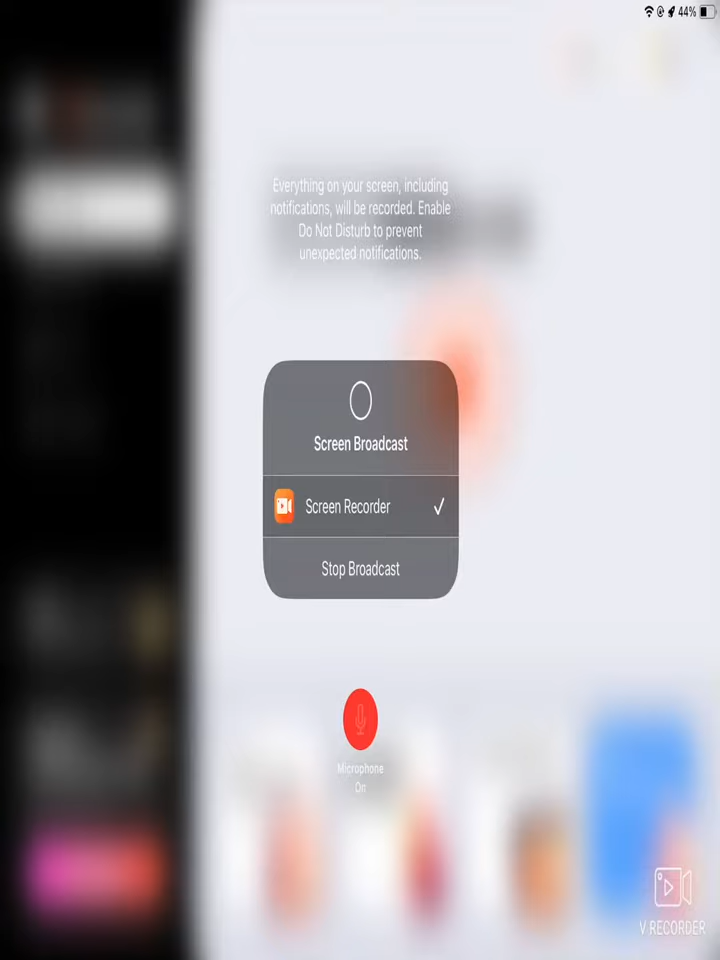 44%
Everything on your screen, including
notifications, will be recorded. Enable
Do Not Disturb to prevent
unexpected notifications.
Screen Broadcast
Screen Recorder
Stop Broadcast
Microphone
On
V RECORDER